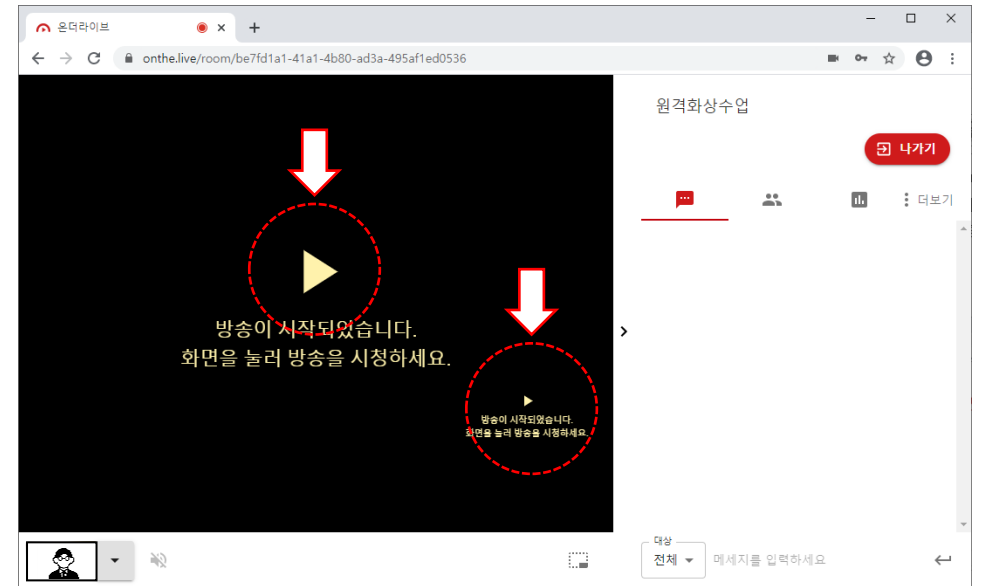 온더라이브
onthe.live/room/be7fd1a1-41a1-4b80-ad3a-495af1ed0536
원격화상수업
나가기
더보기
방송이 시작되었습니다.
화면을 눌러 방송을 시청하세요.
방송이 시작되었습니다.
화면을 눌러 방송을 시청하세요.
대상
전체
메세지를 입력하세요